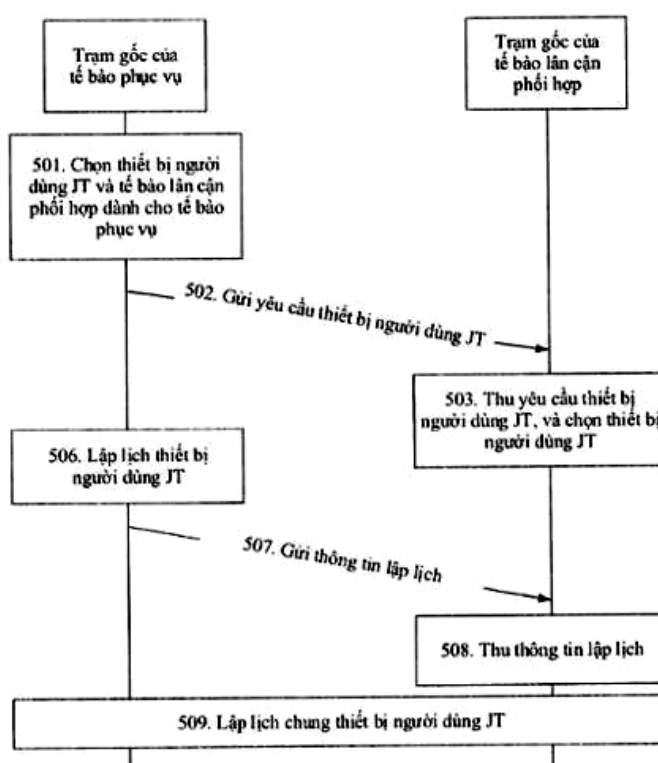 Trạm gốc của
tế bào phục vụ
Trạm gốc của
tế bào lân cận
phối hợp
501. Chọn thiết bị người
dùng JT và tế bào lân cận
phối hợp dành cho tế bào
phục vụ
502. Gửi yêu cầu thiết bị người dùng JT
503. Thu yêu cầu thiết bị
người dùng JT, và chọn thiết bị
người dùng JT
506. Lập lịch thiết bị
người dùng JT
507. Gửi thông tin lập lịch
508. Thu thông tin lập lịch
509. Lập lịch chung thiết bị người dùng JT